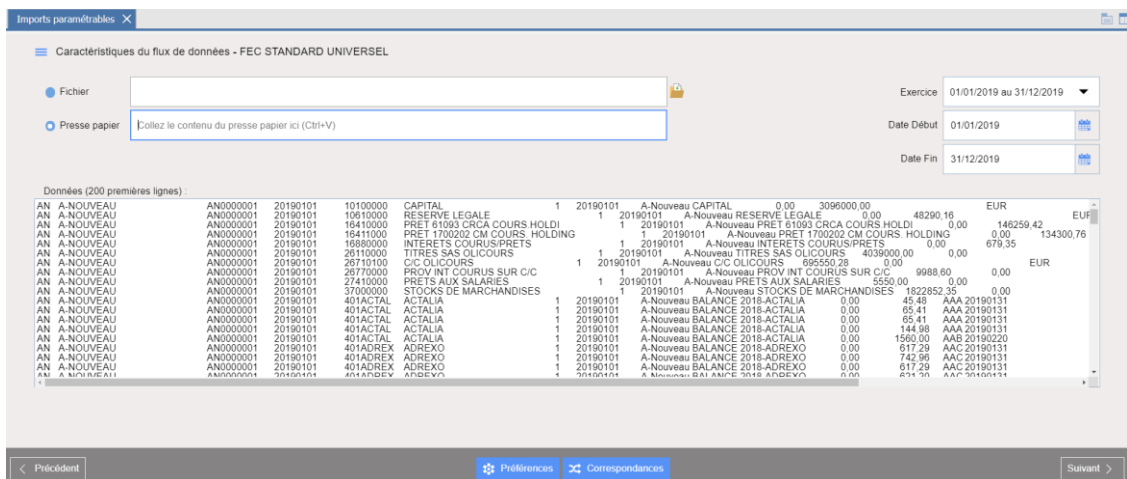 Imports paramétrables X
Caractéristiques du flux de données - FEC STANDARD UNIVERSEL
Fichier
Exercice 01/01/2019 au 31/12/2019
Presse papier Collez le contenu du presse papier ici (Ctrl+V)
Date Début 01/01/2019
Date Fin 31/12/2019
Données (200 premières lignes) :
AN A-NOUVEAU AN0000001 20190101 10100000 CAPITAL 1 20190101 A-Nouveau CAPITAL 0,00 3096000,00 EUR
AN A-NOUVEAU AN0000001 20190101 10610000 RESERVE LEGALE 1 20190101 A-Nouveau RESERVE LEGALE 0,00 48290,16 EUF
AN A-NOUVEAU AN0000001 20190101 16410000 PRET 61093 CRCA COURS.HOLDI 1 20190101 A-Nouveau PRET 61093 CRCA COURS.HOLDI 0,00 146259,42
AN A-NOUVEAU AN0000001 20190101 16411000 PRET 1700202 CM COURS. HOLDING 1 20190101 A-Nouveau PRET 1700202 CM COURS. HOLDING 0,00 134300,76
AN A-NOUVEAU AN0000001 20190101 16880000 INTERETS COURUS/PRETS 1 20190101 A-Nouveau INTERETS COURUS/PRETS 0,00 679,35
AN A-NOUVEAU AN0000001 20190101 26110000 TITRES SAS OLICOURS 1 20190101 A-Nouveau TITRES SAS OLICOURS 4039000,00 0,00
AN A-NOUVEAU AN0000001 20190101 26710100 C/C OLICOURS 1 20190101 A-Nouveau C/C OLICOURS 695550,28 0,00 EUR
AN A-NOUVEAU AN0000001 20190101 26770000 PROV INT COURUS SUR C/C 1 20190101 A-Nouveau PROV INT COURUS SUR C/C 9988,60 0,00
AN A-NOUVEAU AN0000001 20190101 27410000 PRETS AUX SALARIES 1 20190101 A-Nouveau PRETS AUX SALARIES 5550,00 0,00
AN A-NOUVEAU AN0000001 20190101 37000000 STOCKS DE MARCHANDISES 1 20190101 A-Nouveau STOCKS DE MARCHANDISES 1822852,35 0,00
AN A-NOUVEAU AN0000001 20190101 401ACTAL ACTALIA 1 20190101 A-Nouveau BALANCE 2018-ACTALIA 0,00 45,48 AAA 20190131
AN A-NOUVEAU AN0000001 20190101 401ACTAL ACTALIA 1 20190101 A-Nouveau BALANCE 2018-ACTALIA 0,00 65,41 AAA 20190131
AN A-NOUVEAU AN0000001 20190101 401ACTAL ACTALIA 1 20190101 A-Nouveau BALANCE 2018-ACTALIA 0,00 65,41 AAA 20190131
AN A-NOUVEAU AN0000001 20190101 401ACTAL ACTALIA 1 20190101 A-Nouveau BALANCE 2018-ACTALIA 0,00 144,98 AAA 20190131
AN A-NOUVEAU AN0000001 20190101 401ACTAL ACTALIA 1 20190101 A-Nouveau BALANCE 2018-ACTALIA 0,00 1560,00 AAB 20190220
AN A-NOUVEAU AN0000001 20190101 401ADREX ADREXO 1 20190101 A-Nouveau BALANCE 2018-ADREXO 0,00 617,29 AAC 20190131
AN A-NOUVEAU AN0000001 20190101 401ADREX ADREXO 1 20190101 A-Nouveau BALANCE 2018-ADREXO 0,00 742,96 AAC 20190131
AN A-NOUVEAU AN0000001 20190101 401ADREX ADREXO 1 20190101 A-Nouveau BALANCE 2018-ADREXO 0,00 617,29 AAC 20190131
AN A-NOUVEAU AN0000001 20190101 401ADREX ADREXO 1 20190101 A-Nouveau BALANCE 2018-ADREXO 0,00 621,20 AAC 20190131
< Précédent
Préférences
Correspondances
Suivant >